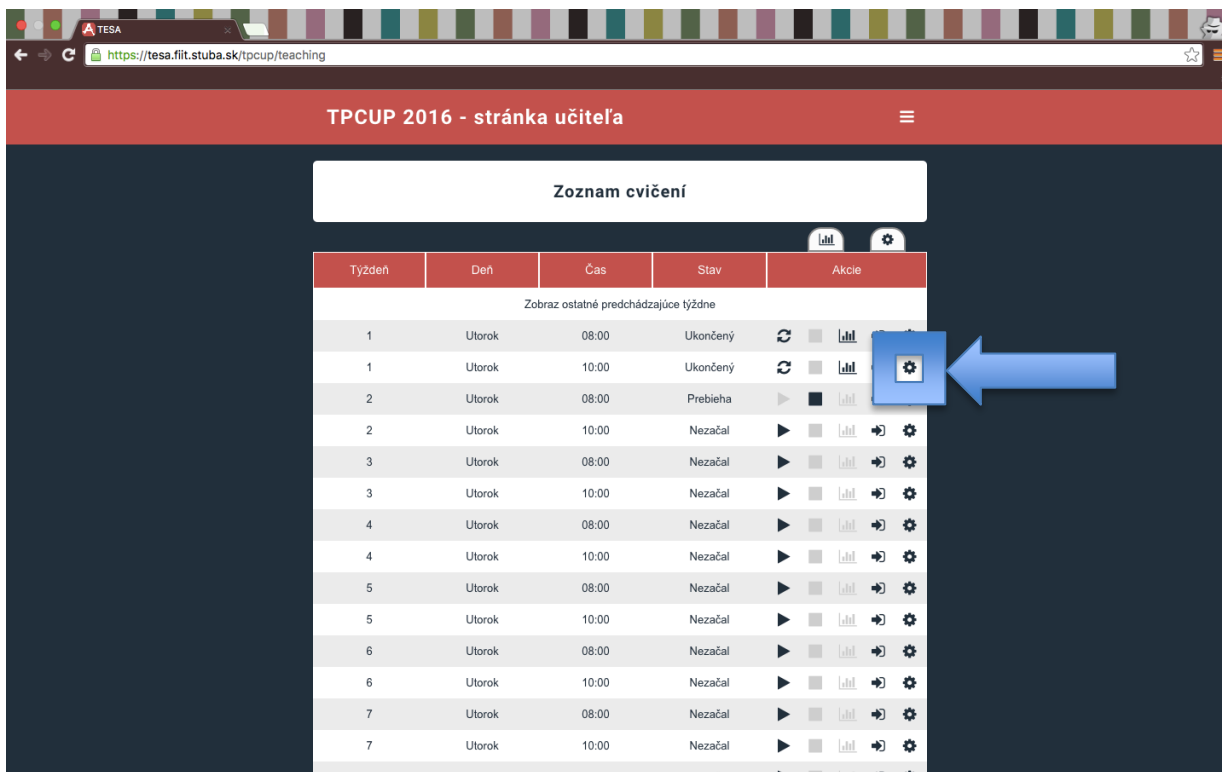 TESA
https://tesa.fiit.stuba.sk/tpcup/teaching
TPCUP 2016 - stránka učiteľa
Zoznam cvičení
Týždeň Deň Čas Stav Akcie
Zobraz ostatné predchádzajúce týždne
1 Utorok 08:00 Ukončený
1 Utorok 10:00 Ukončený
2 Utorok 08:00 Prebieha
2 Utorok 10:00 Nezačal
3 Utorok 08:00 Nezačal
3 Utorok 10:00 Nezačal
4 Utorok 08:00 Nezačal
4 Utorok 10:00 Nezačal
5 Utorok 08:00 Nezačal
5 Utorok 10:00 Nezačal
6 Utorok 08:00 Nezačal
6 Utorok 10:00 Nezačal
7 Utorok 08:00 Nezačal
7 Utorok 10:00 Nezačal